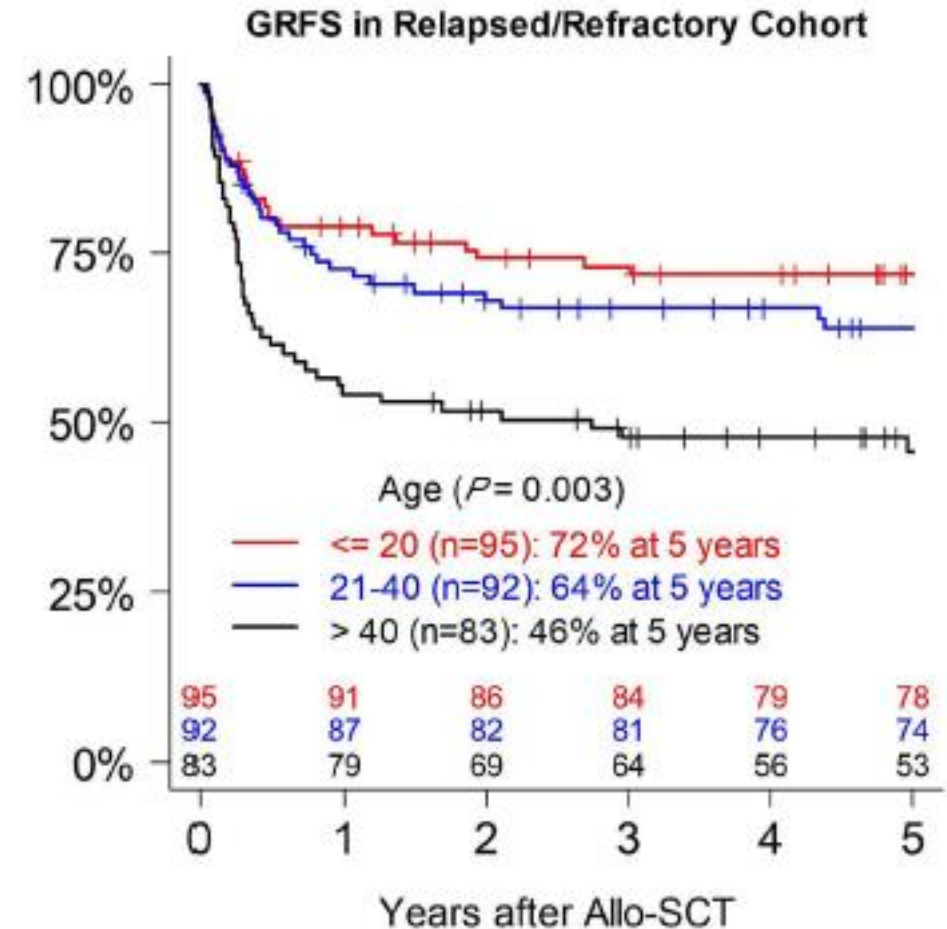 GRFS in Relapsed/Refractory Cohort
100%
75%
50%
25%
0%
Age (P= 0.003)
<= 20 (n=95): 72% at 5 years
21-40 (n=92): 64% at 5 years
> 40 (n=83): 46% at 5 years
95 91 86 84 79 78
92 87 82 81 76 74
83 79 69 64 56 53
0 1 2 3 4 5
Years after Allo-SCT